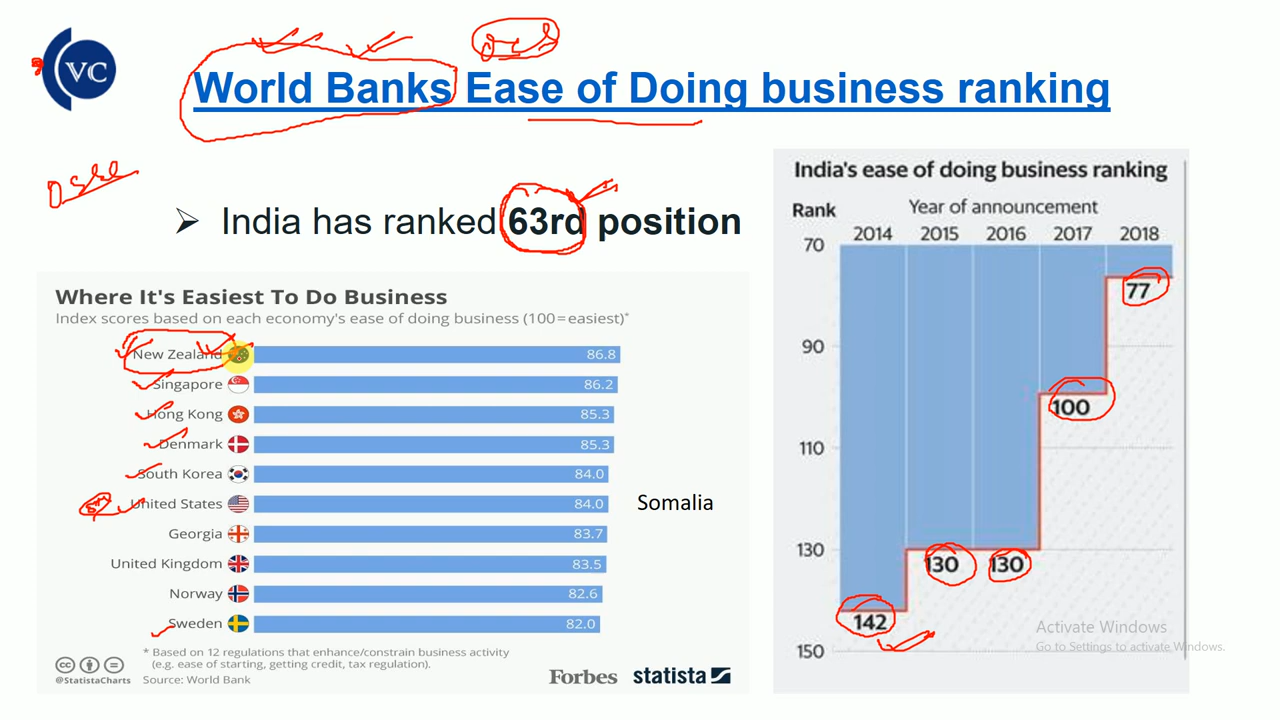 VC
World Banks Ease of Doing business ranking
➢ India has ranked 63rd position
Where It's Easiest To Do Business
Index scores based on each economy's ease of doing business (100=easiest)*
New Zealand 86.8
Singapore 86.2
Hong Kong 85.3
Denmark 85.3
South Korea 84.0
United States 84.0
Georgia 83.7
United Kingdom 83.5
Norway 82.6
Sweden 82.0
* Based on 12 regulations that enhance/constrain business activity
(e.g. ease of starting, getting credit, tax regulation).
@StatistaCharts Source: World Bank
Forbes statista
Somalia
India's ease of doing business ranking
Rank Year of announcement
2014 2015 2016 2017 2018
70
77
90
100
110
130
130 130
142
150
Activate Windows
Go to Settings to activate Windows.